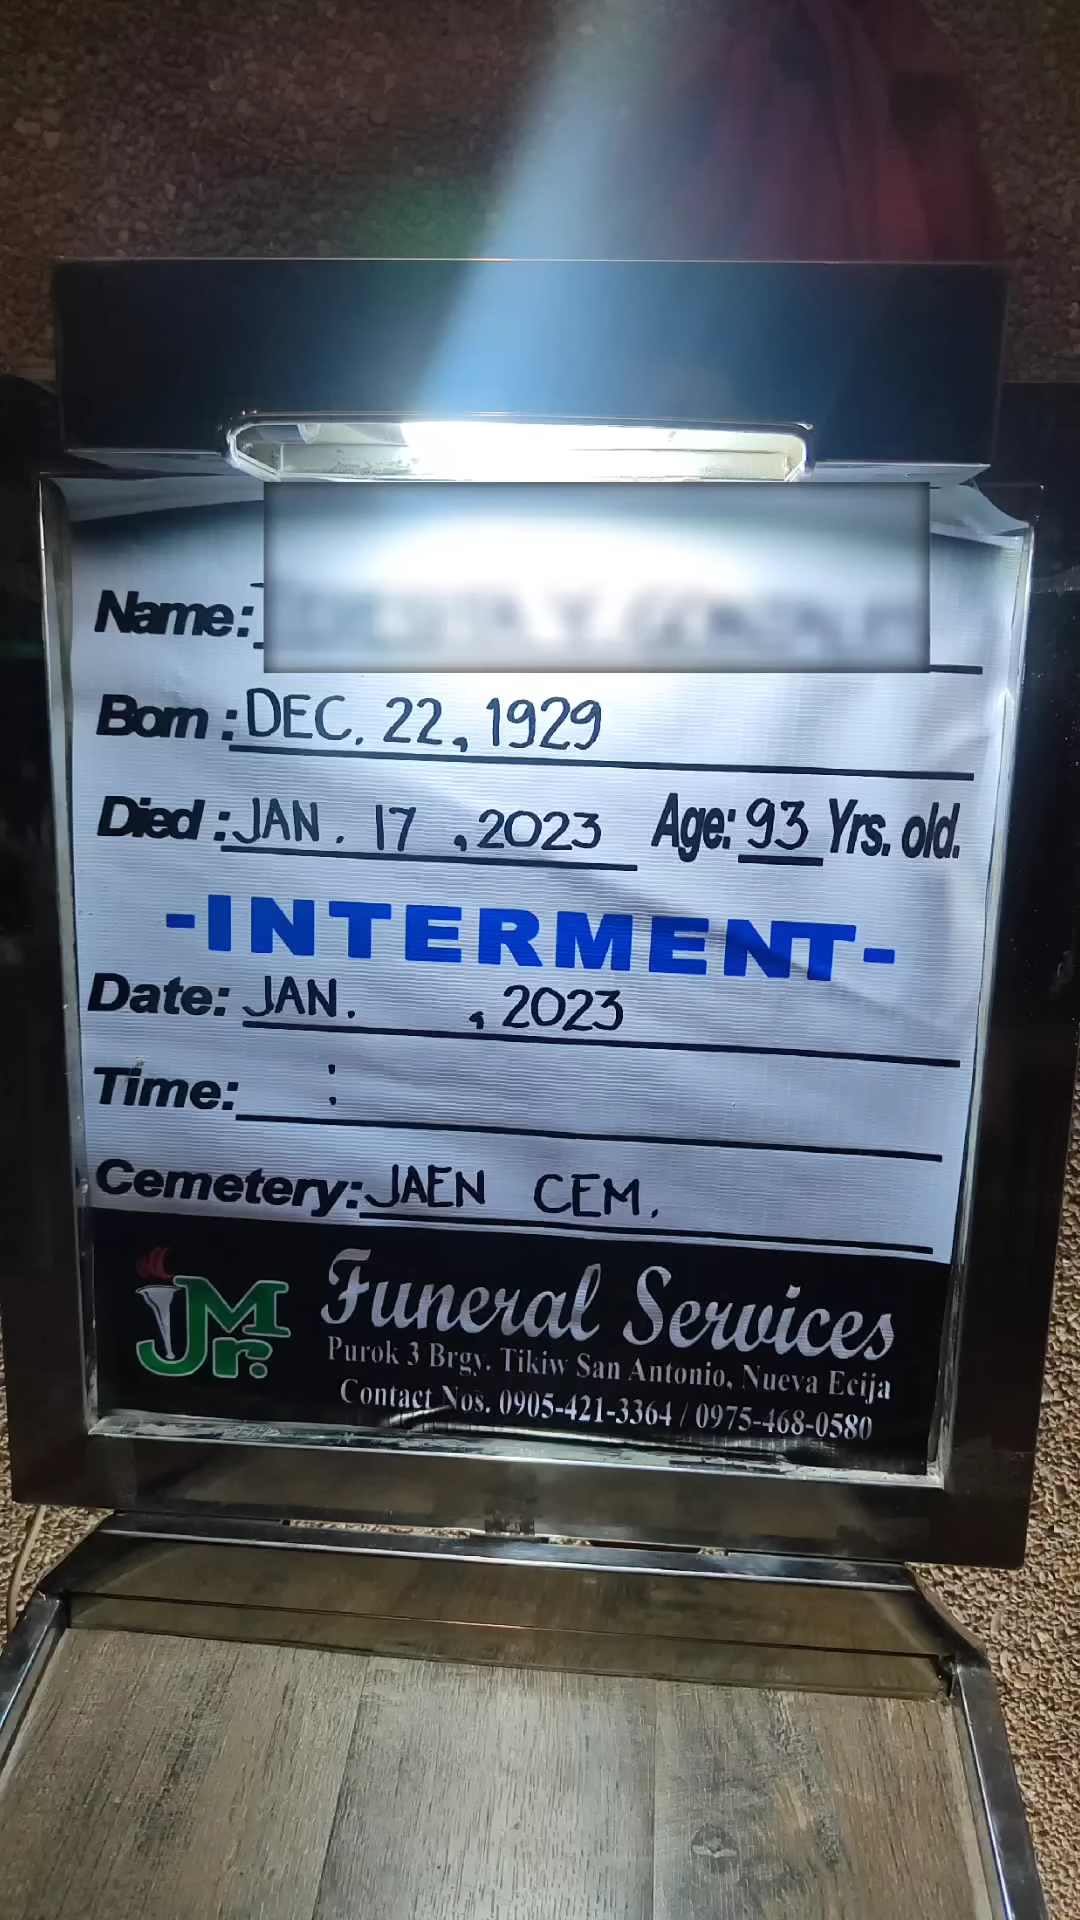 Name:
Born : DEC. 22, 1929
Died : JAN. 17, 2023 Age: 93 Yrs. old.
-INTERMENT-
Date: JAN. , 2023
Time: :
Cemetery: JAEN CEM.
JMJr. Funeral Services
Purok 3 Brgy. Tikiw San Antonio, Nueva Ecija
Contact Nos. 0905-421-3364 / 0975-468-0580